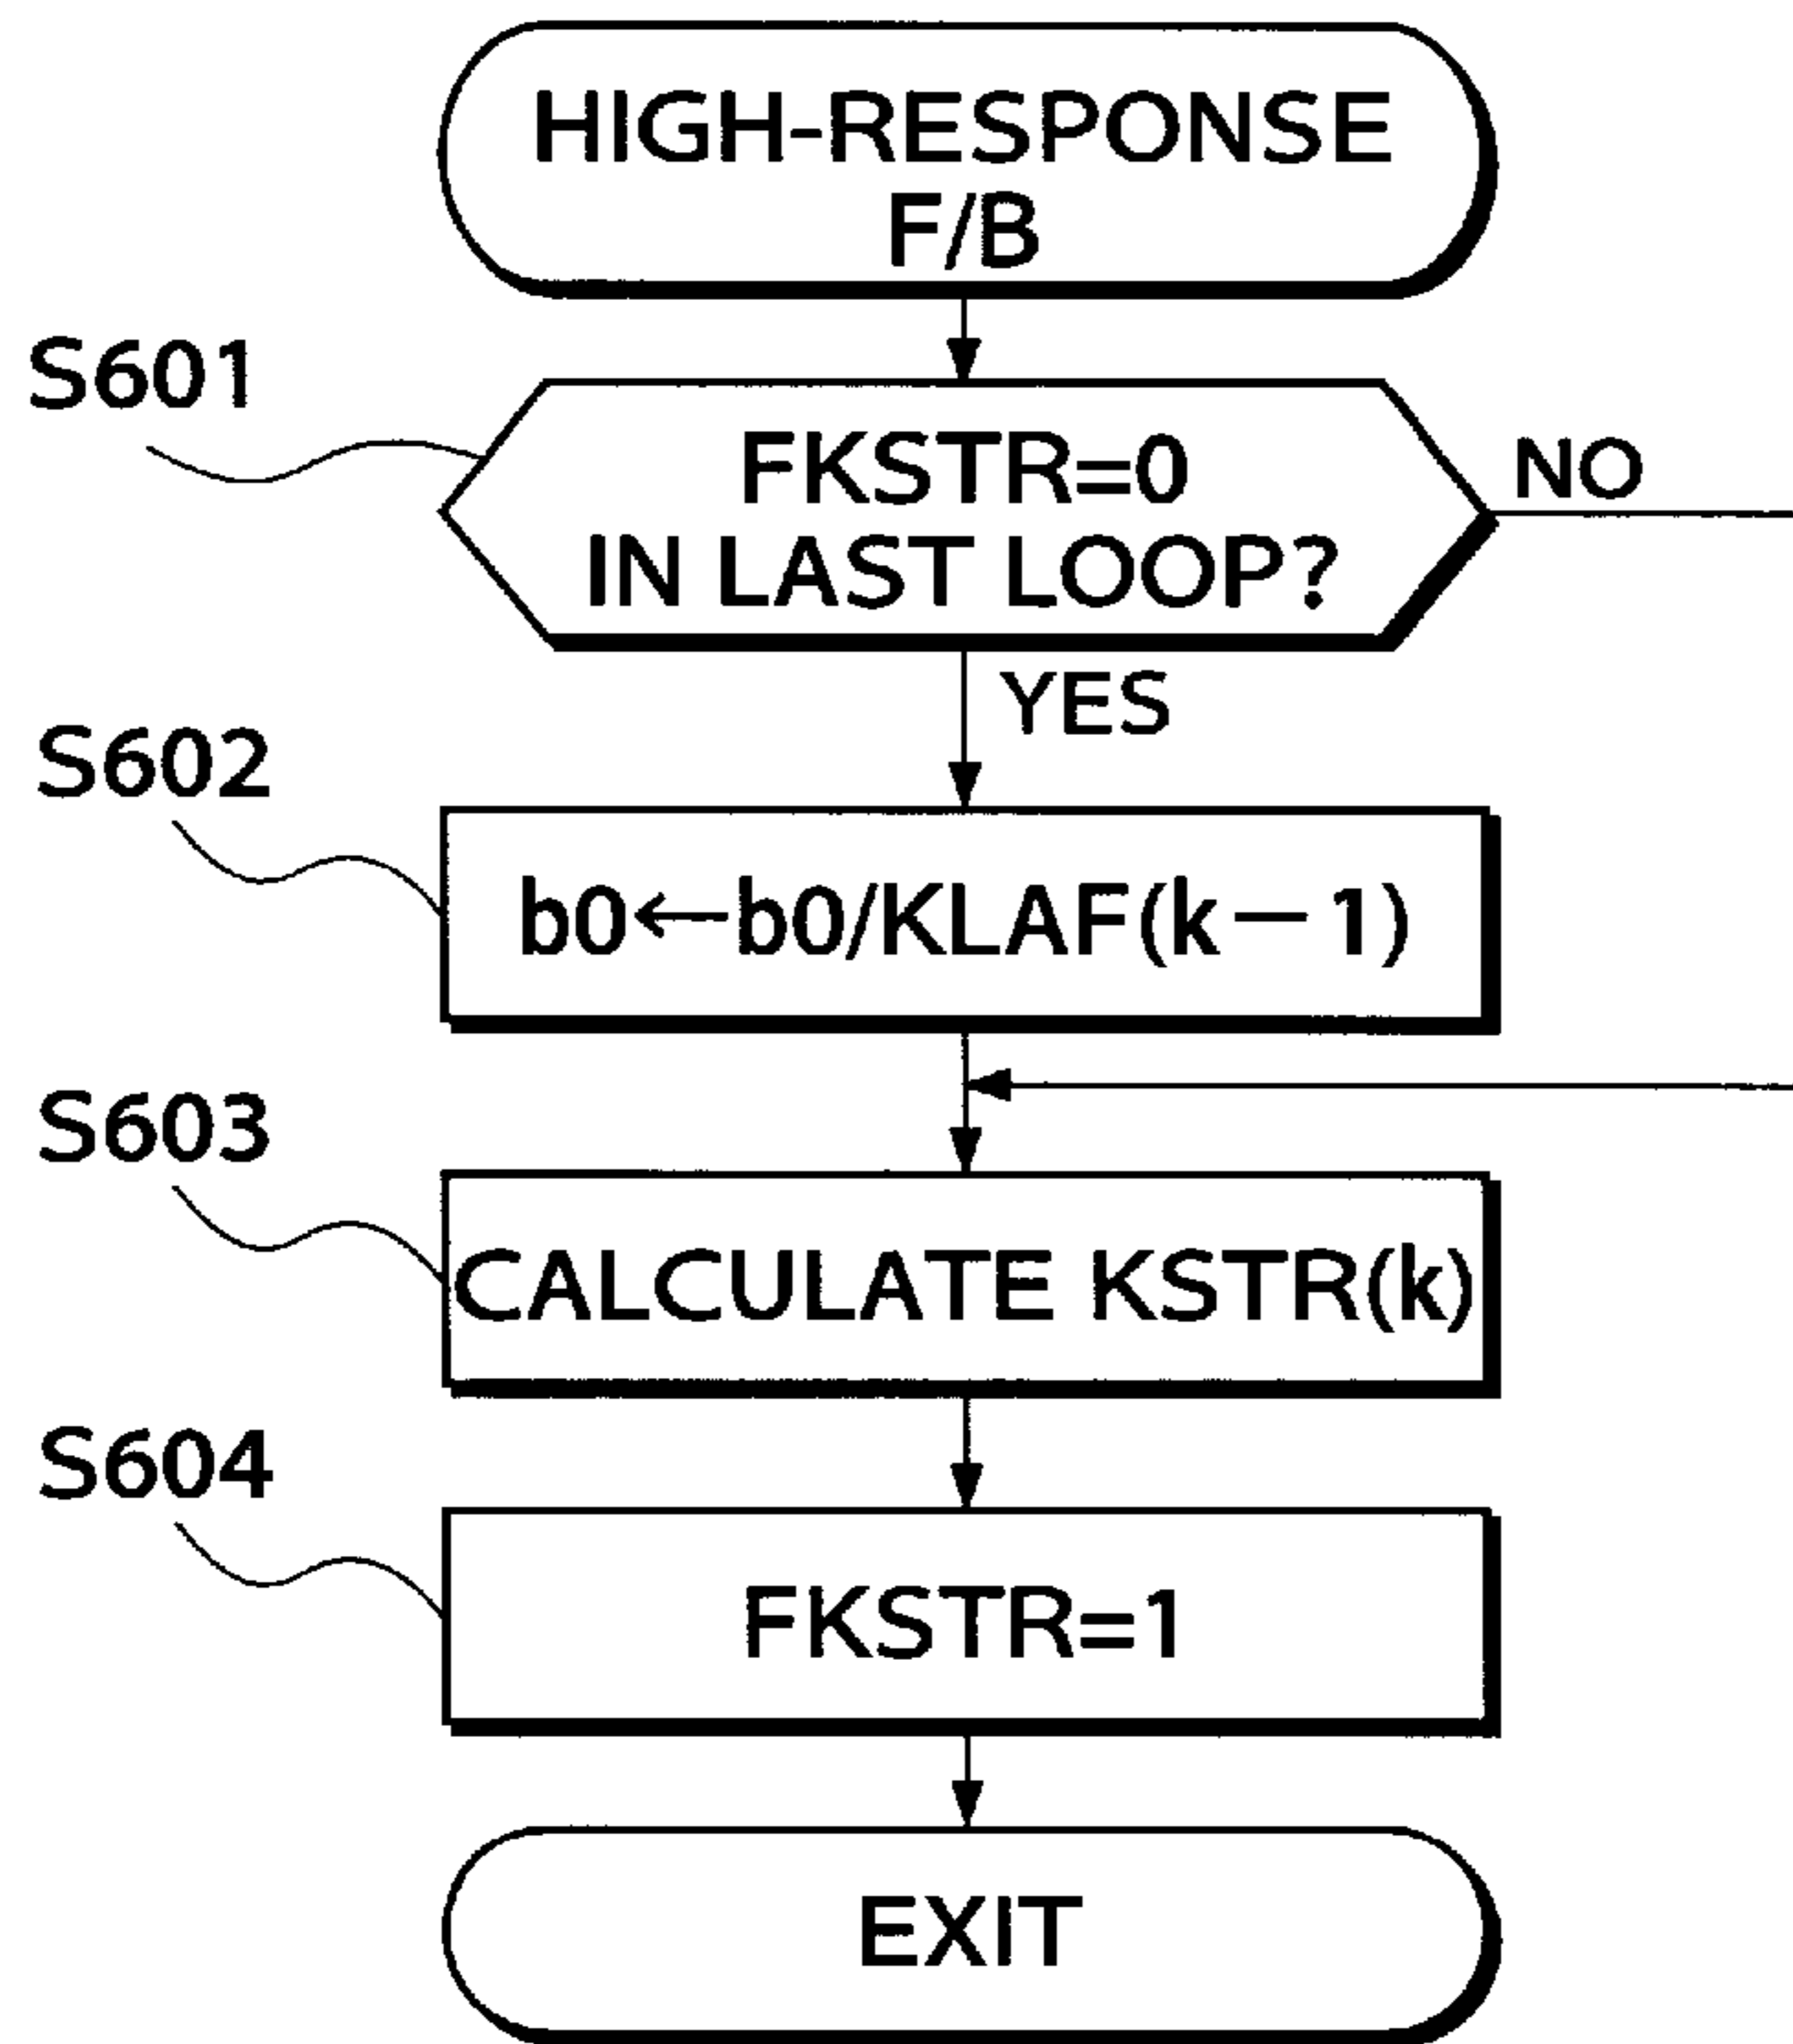 HIGH-RESPONSE
F/B
S601
FKSTR=0
IN LAST LOOP?
NO
YES
S602
b0←b0/KLAF(k－1)
S603
CALCULATE KSTR(k)
S604
FKSTR=1
EXIT